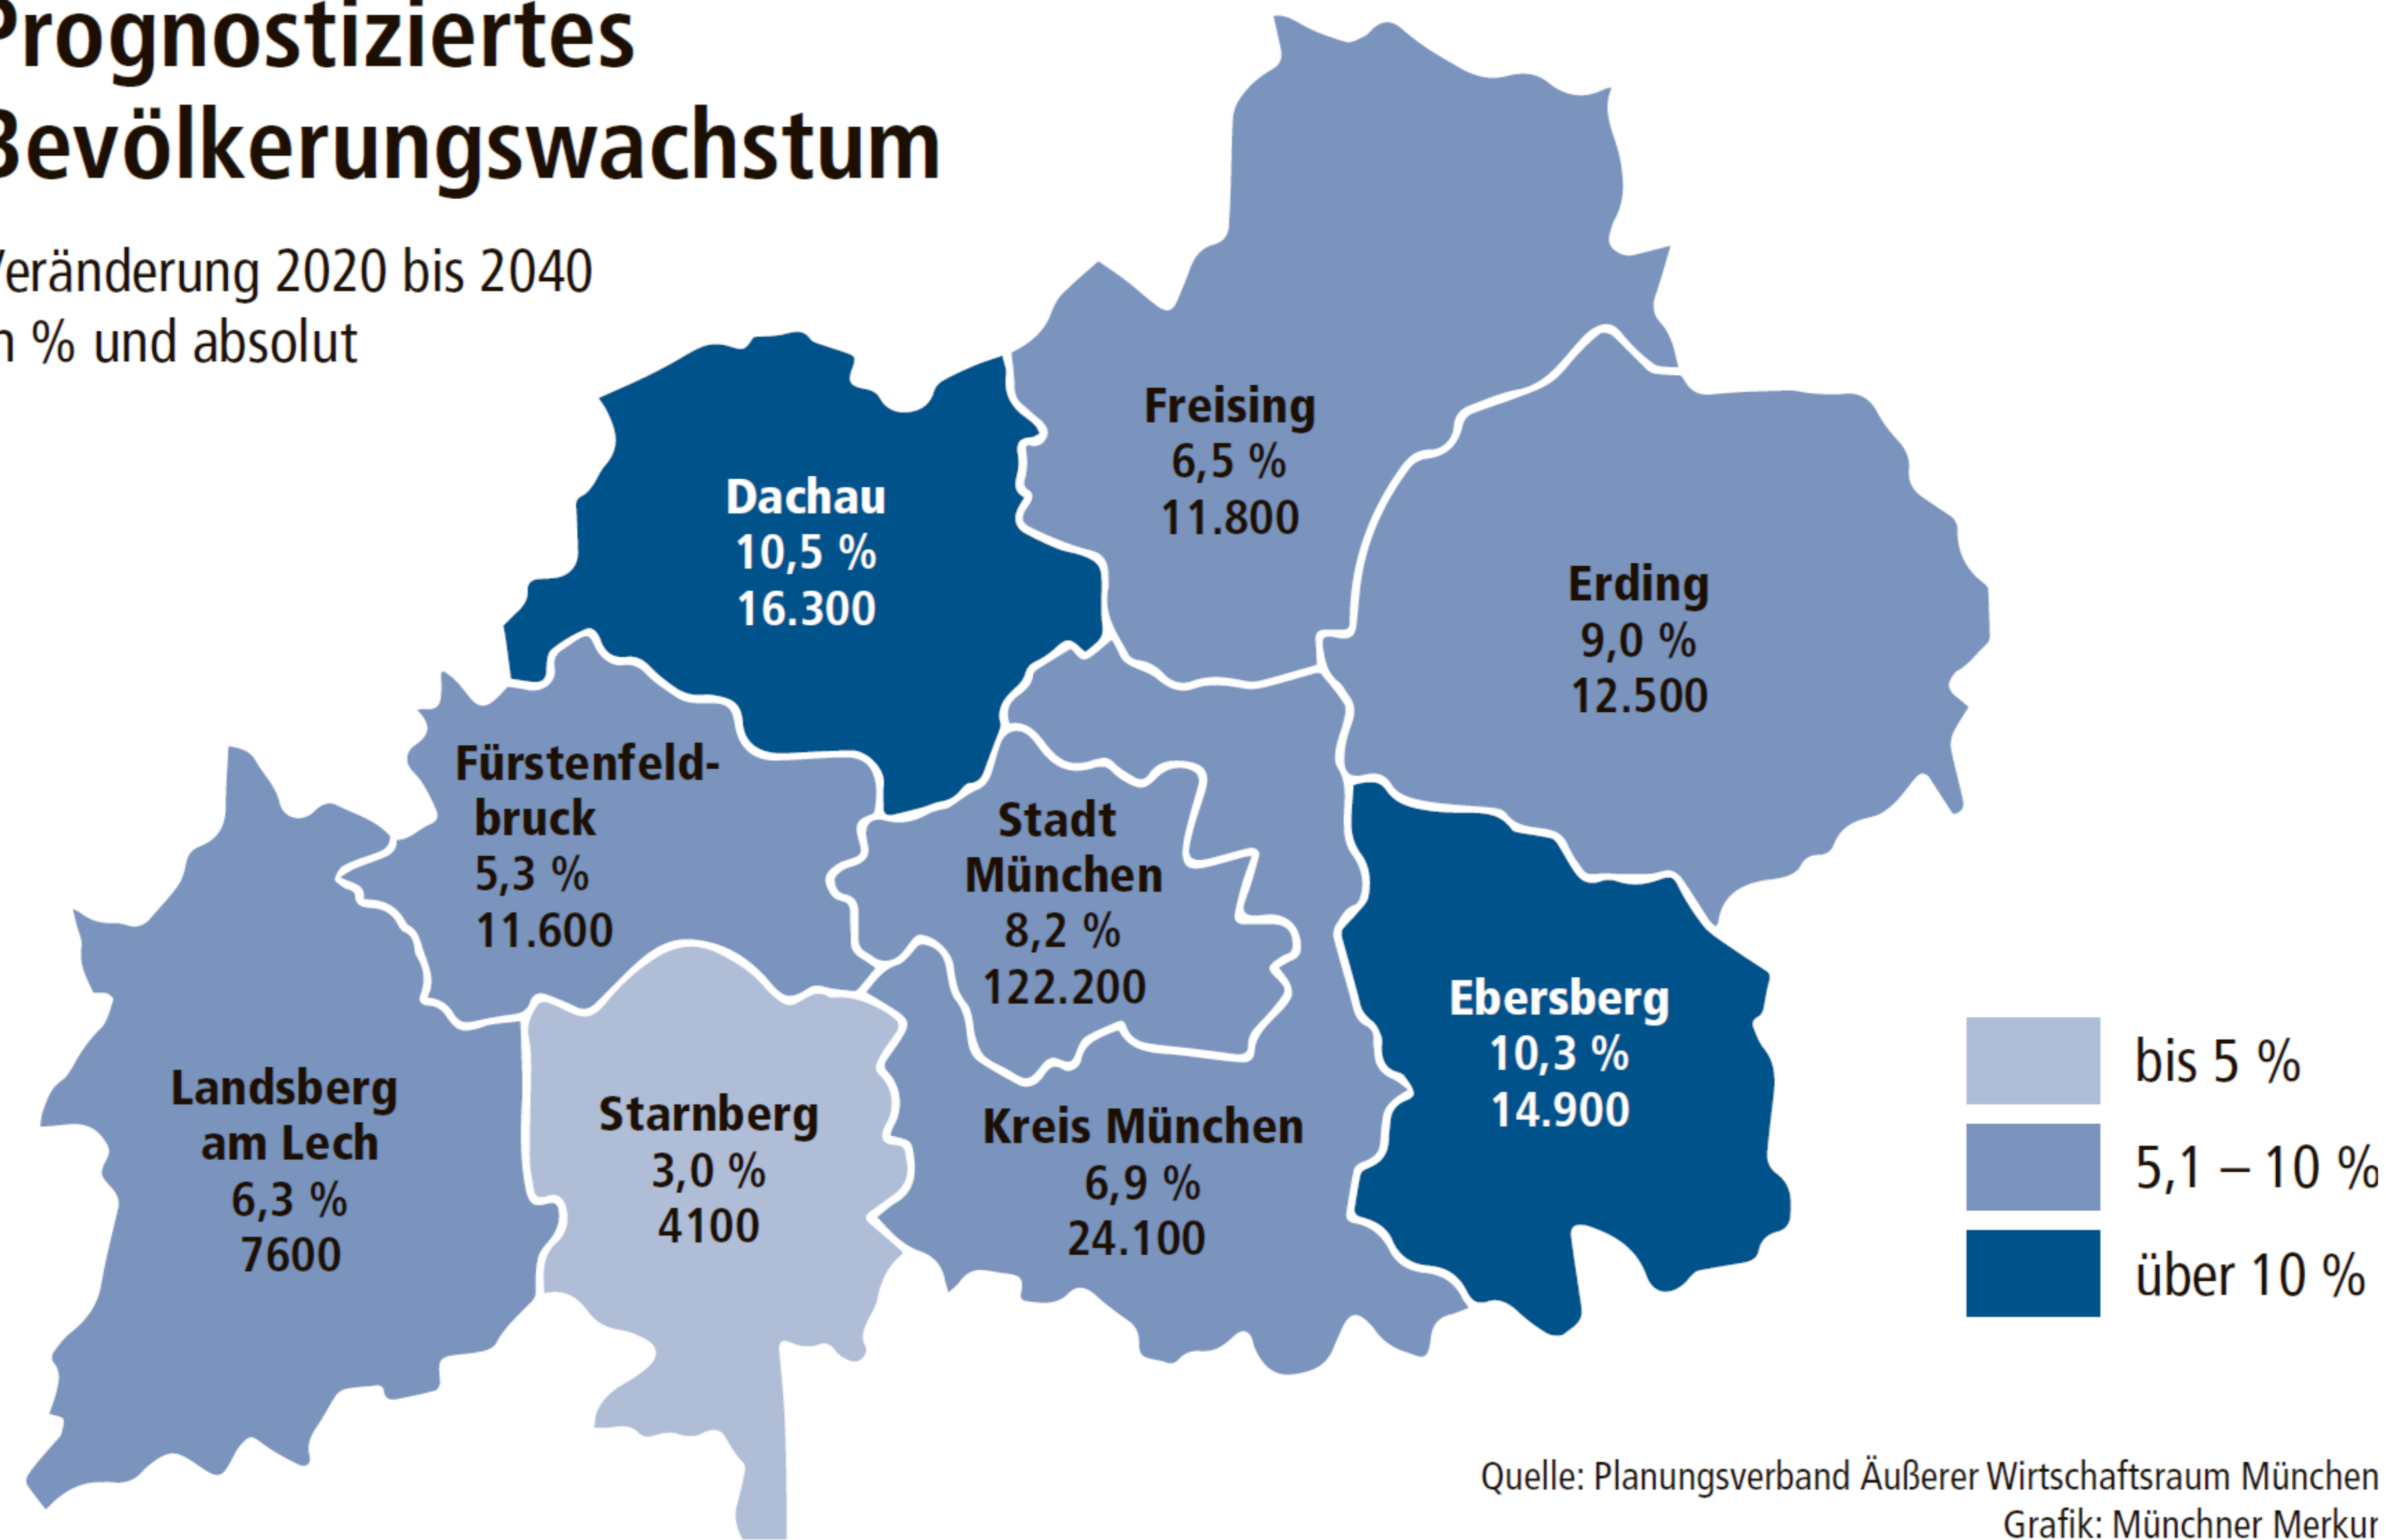 Prognostiziertes
Bevölkerungswachstum
Veränderung 2020 bis 2040
in % und absolut
Freising
6,5 %
11.800
Dachau
10,5 %
16.300
Erding
9,0 %
12.500
Fürstenfeld-
bruck
5,3 %
11.600
Stadt
München
8,2 %
122.200
Ebersberg
10,3 %
14.900
Landsberg
am Lech
6,3 %
7600
Starnberg
3,0 %
4100
Kreis München
6,9 %
24.100
bis 5 %
5,1 – 10 %
über 10 %
Quelle: Planungsverband Äußerer Wirtschaftsraum München
Grafik: Münchner Merkur